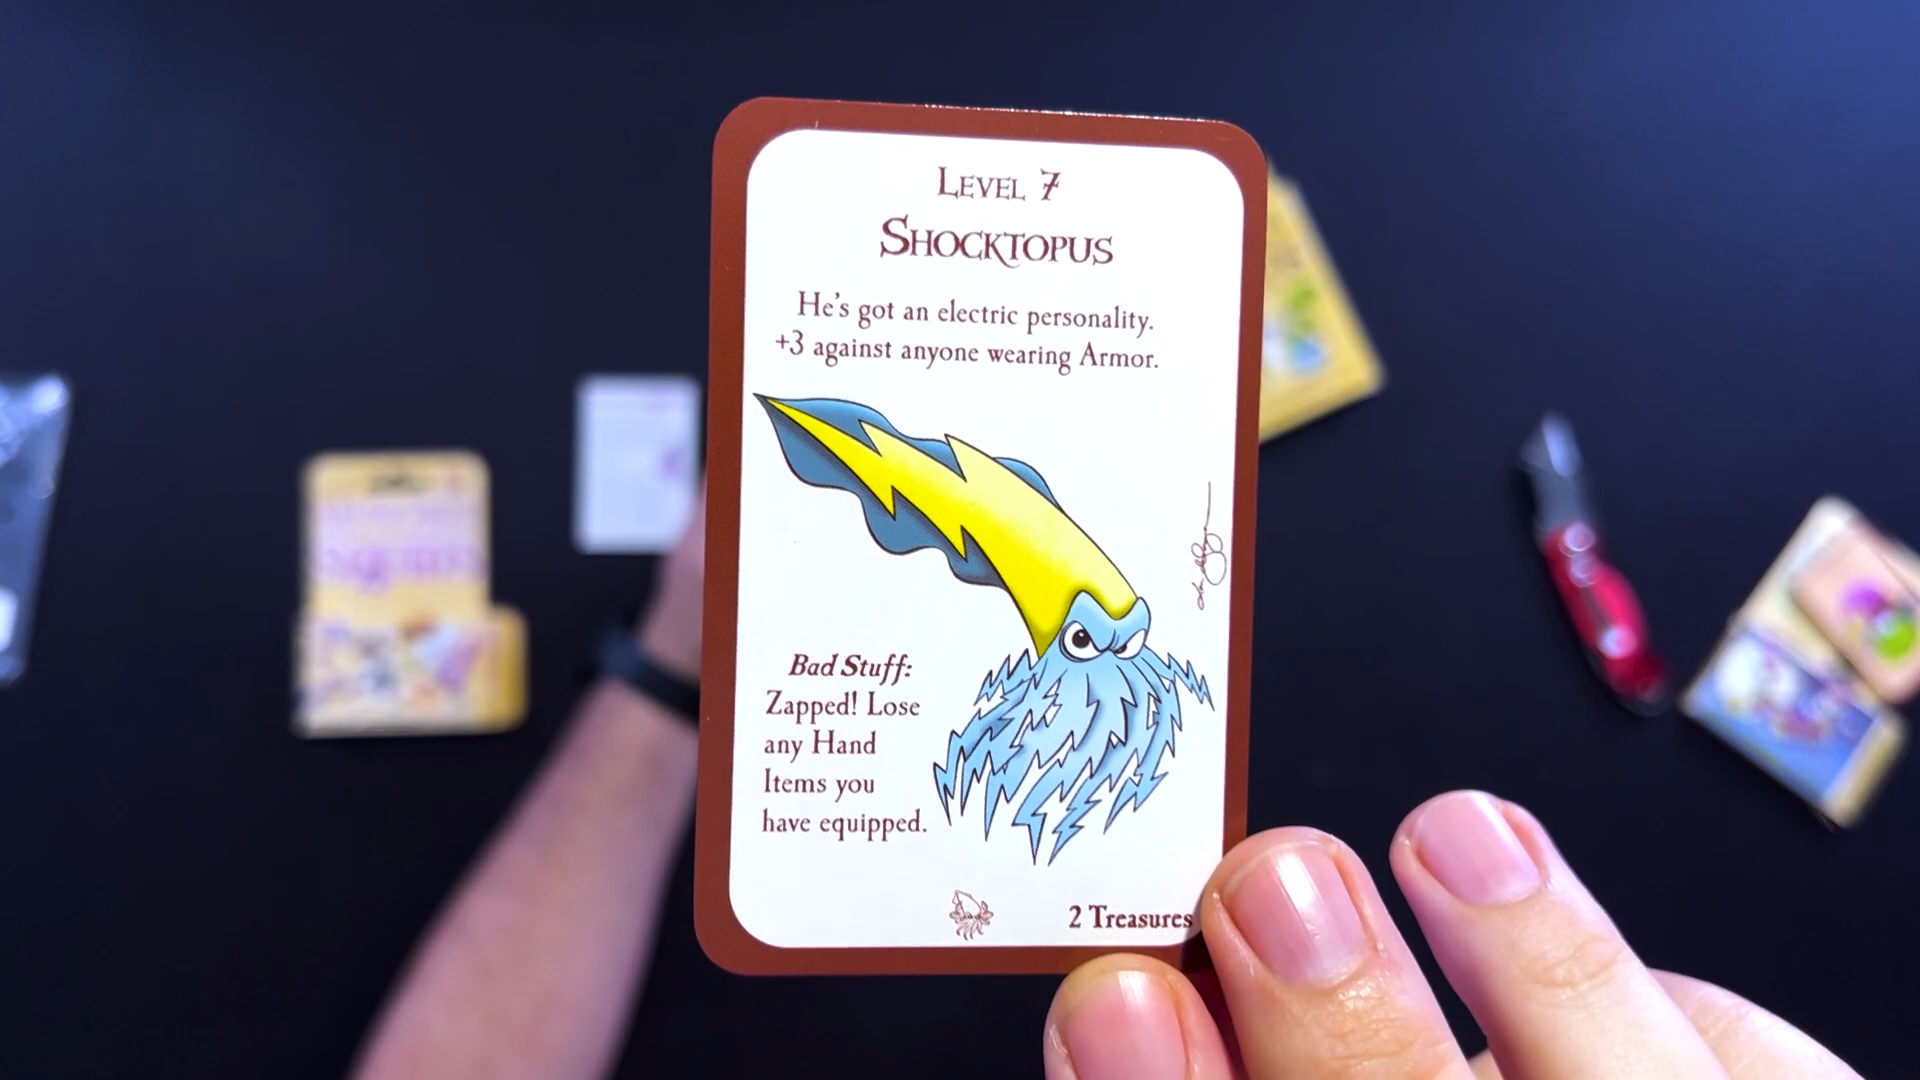 Level 7
Shocktopus
He's got an electric personality.
+3 against anyone wearing Armor.
Bad Stuff:
Zapped! Lose
any Hand
Items you
have equipped.
2 Treasures